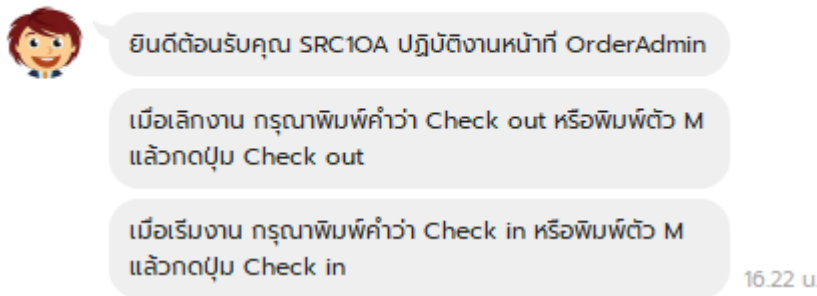 ยินดีต้อนรับคุณ SRC1OA ปฏิบัติงานหน้าที่ OrderAdmin
เมื่อเลิกงาน กรุณาพิมพ์คำว่า Check out หรือพิมพ์ตัว M
แล้วกดปุ่ม Check out
เมื่อเริ่มงาน กรุณาพิมพ์คำว่า Check in หรือพิมพ์ตัว M
แล้วกดปุ่ม Check in
16.22 น.